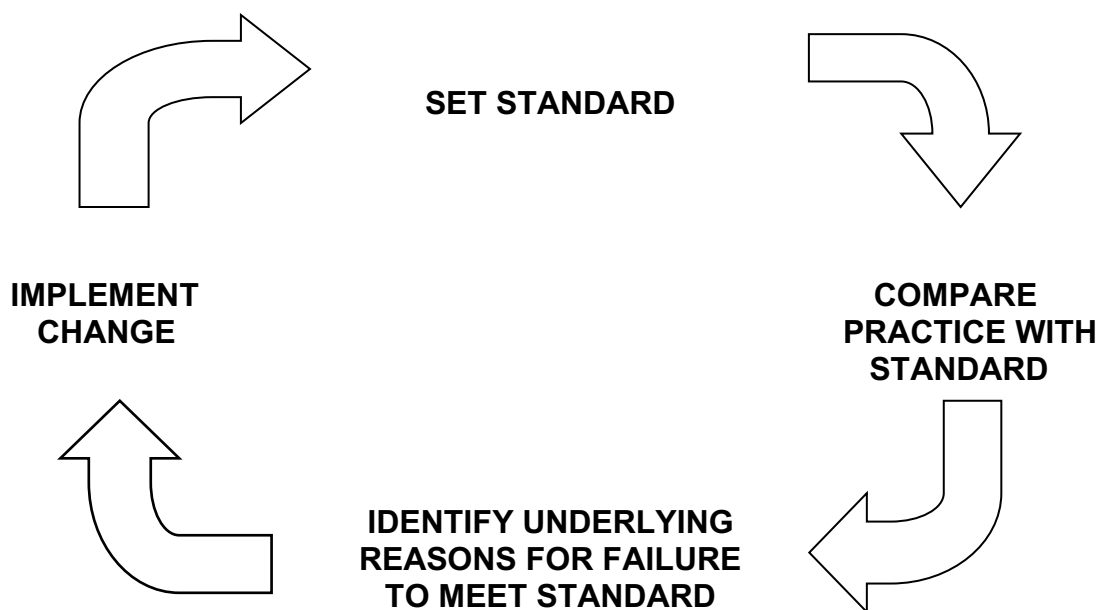 SET STANDARD
COMPARE
PRACTICE WITH
STANDARD
IDENTIFY UNDERLYING
REASONS FOR FAILURE
TO MEET STANDARD
IMPLEMENT
CHANGE